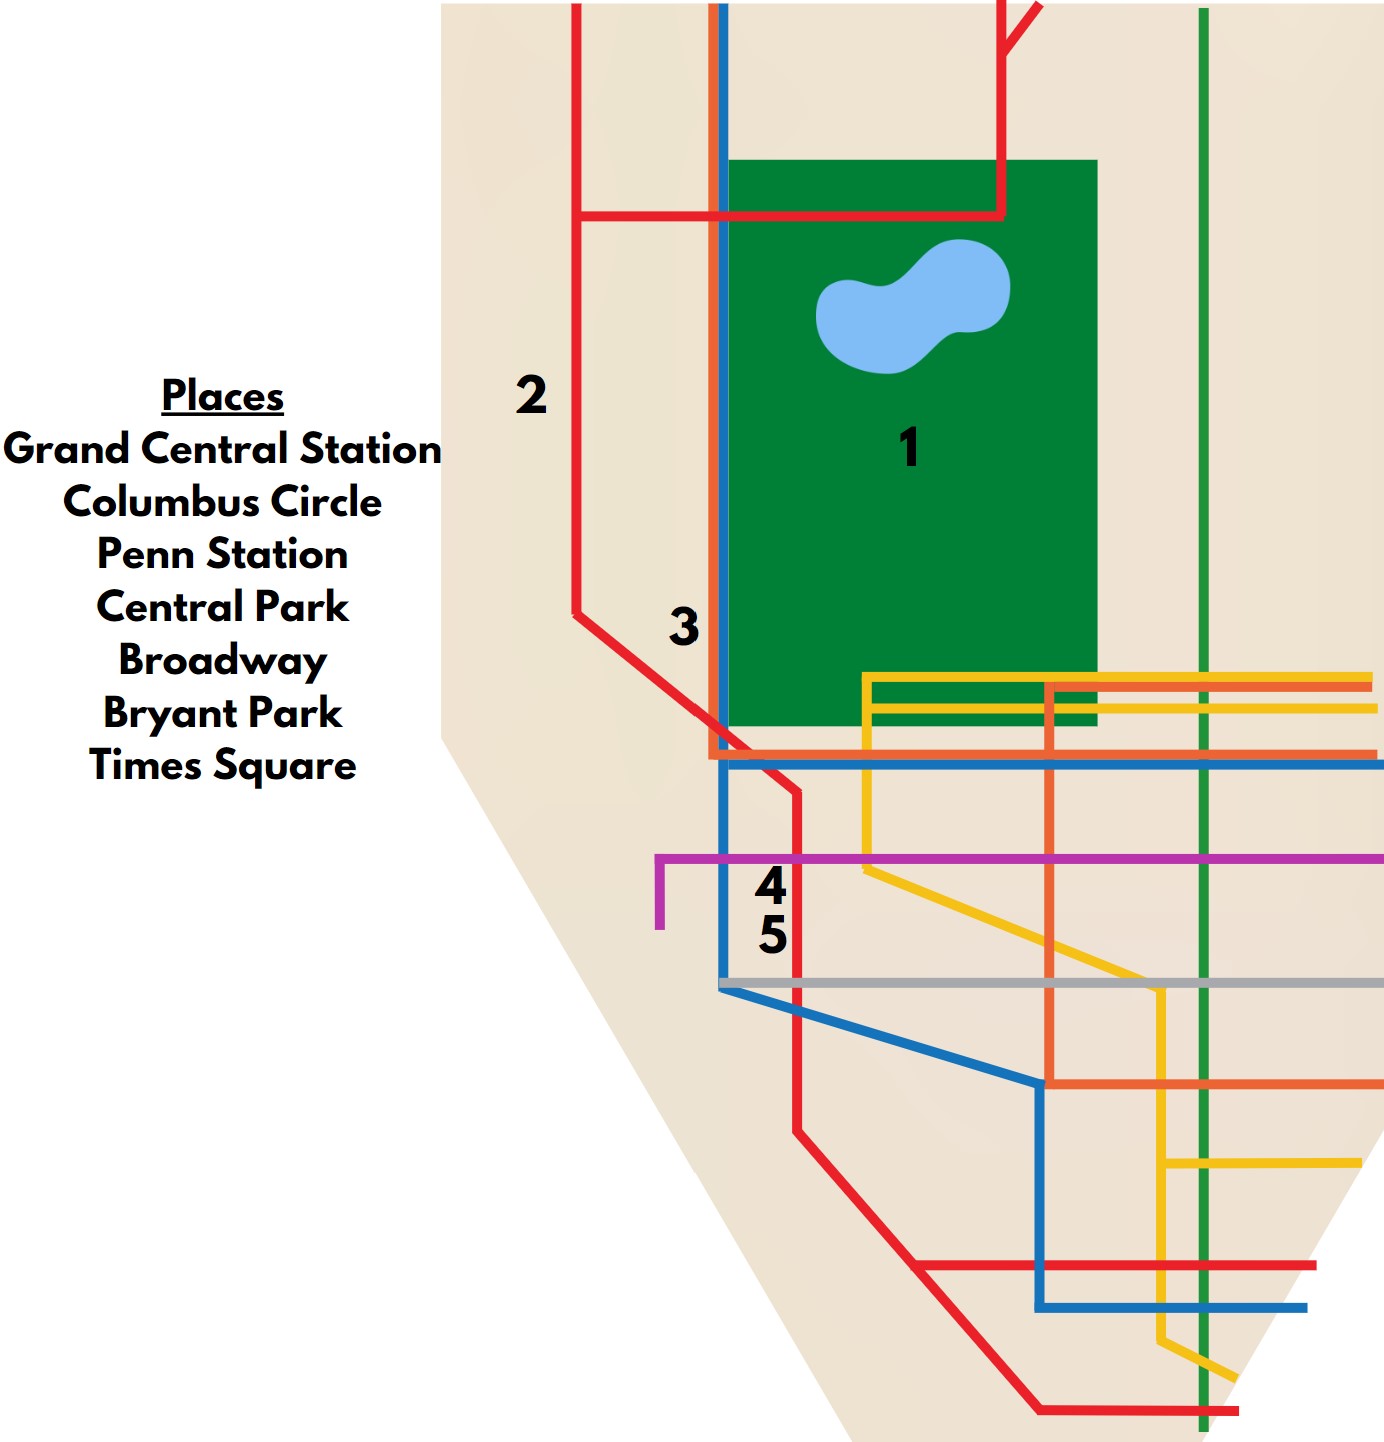 Places
Grand Central Station
Columbus Circle
Penn Station
Central Park
Broadway
Bryant Park
Times Square
2
1
3
4
5